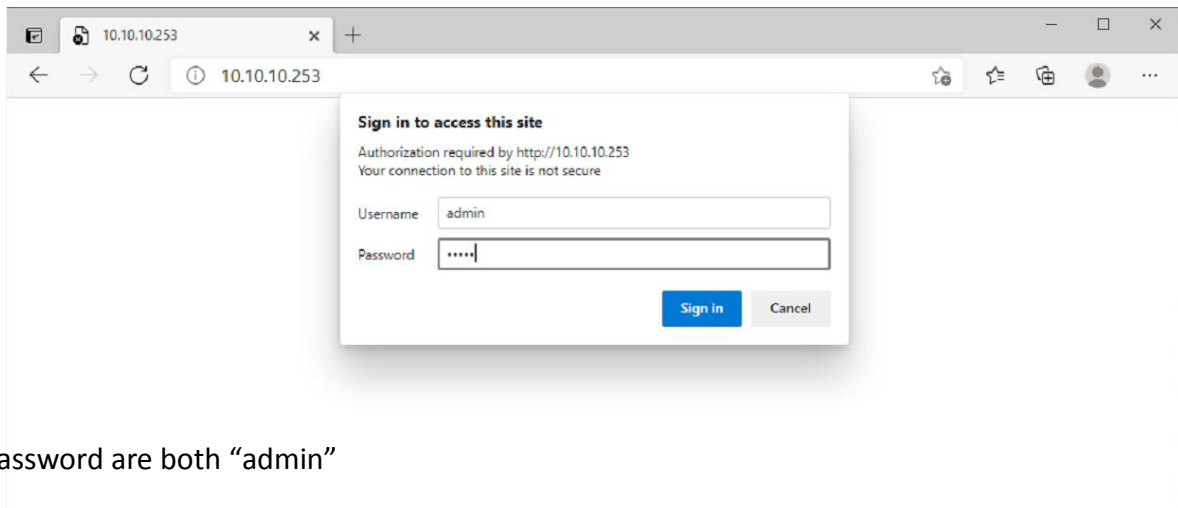 10.10.10.253
10.10.10.253
Sign in to access this site
Authorization required by http://10.10.10.253
Your connection to this site is not secure
Username admin
Password •••••
Sign in Cancel
assword are both “admin”